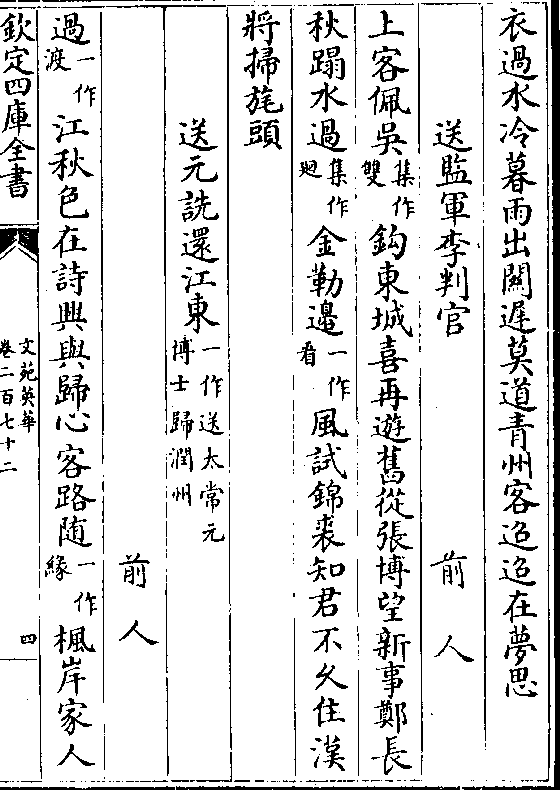 衣過水冷暮雨出關遲莫道青州客迢迢在夢思
送監軍李判官　前人
上客佩吳集作雙鈎東城喜再遊舊從張博望新事鄭長
秋蹋水過集作迴金勒邉一作看風試錦裘知君不久住漢
將掃旄頭
送元詵還江東一作送太常元博士歸潤州
前人
過一作渡江秋色在詩興與歸心客路随一作緣楓岸家人
欽定四庫全書
文苑英華
卷二百七十二
四